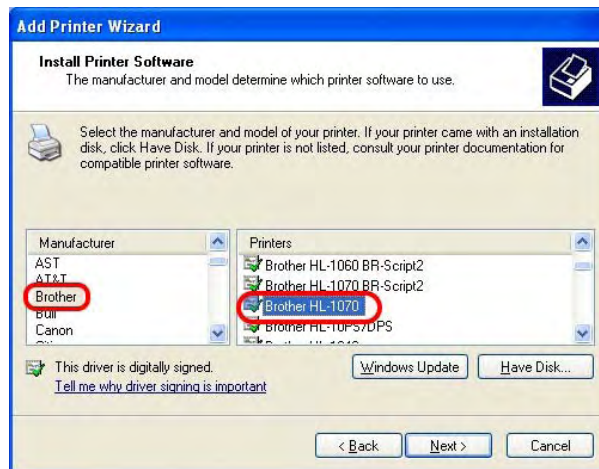 Add Printer Wizard
Install Printer Software
The manufacturer and model determine which printer software to use.
Select the manufacturer and model of your printer. If your printer came with an installation
disk, click Have Disk. If your printer is not listed, consult your printer documentation for
compatible printer software.
Manufacturer
AST
AT&T
Brother
Bull
Canon
Printers
Brother HL-1060 BR-Script2
Brother HL-1070 BR-Script2
Brother HL-1070
Brother HL-10PS/DPS
This driver is digitally signed.
Tell me why driver signing is important
Windows Update
Have Disk...
< Back
Next >
Cancel